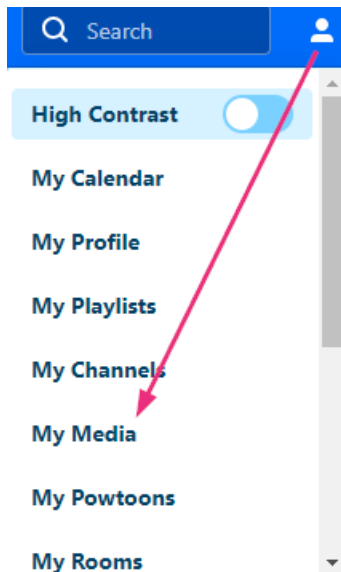 Search
High Contrast
My Calendar
My Profile
My Playlists
My Channels
My Media
My Powtoons
My Rooms